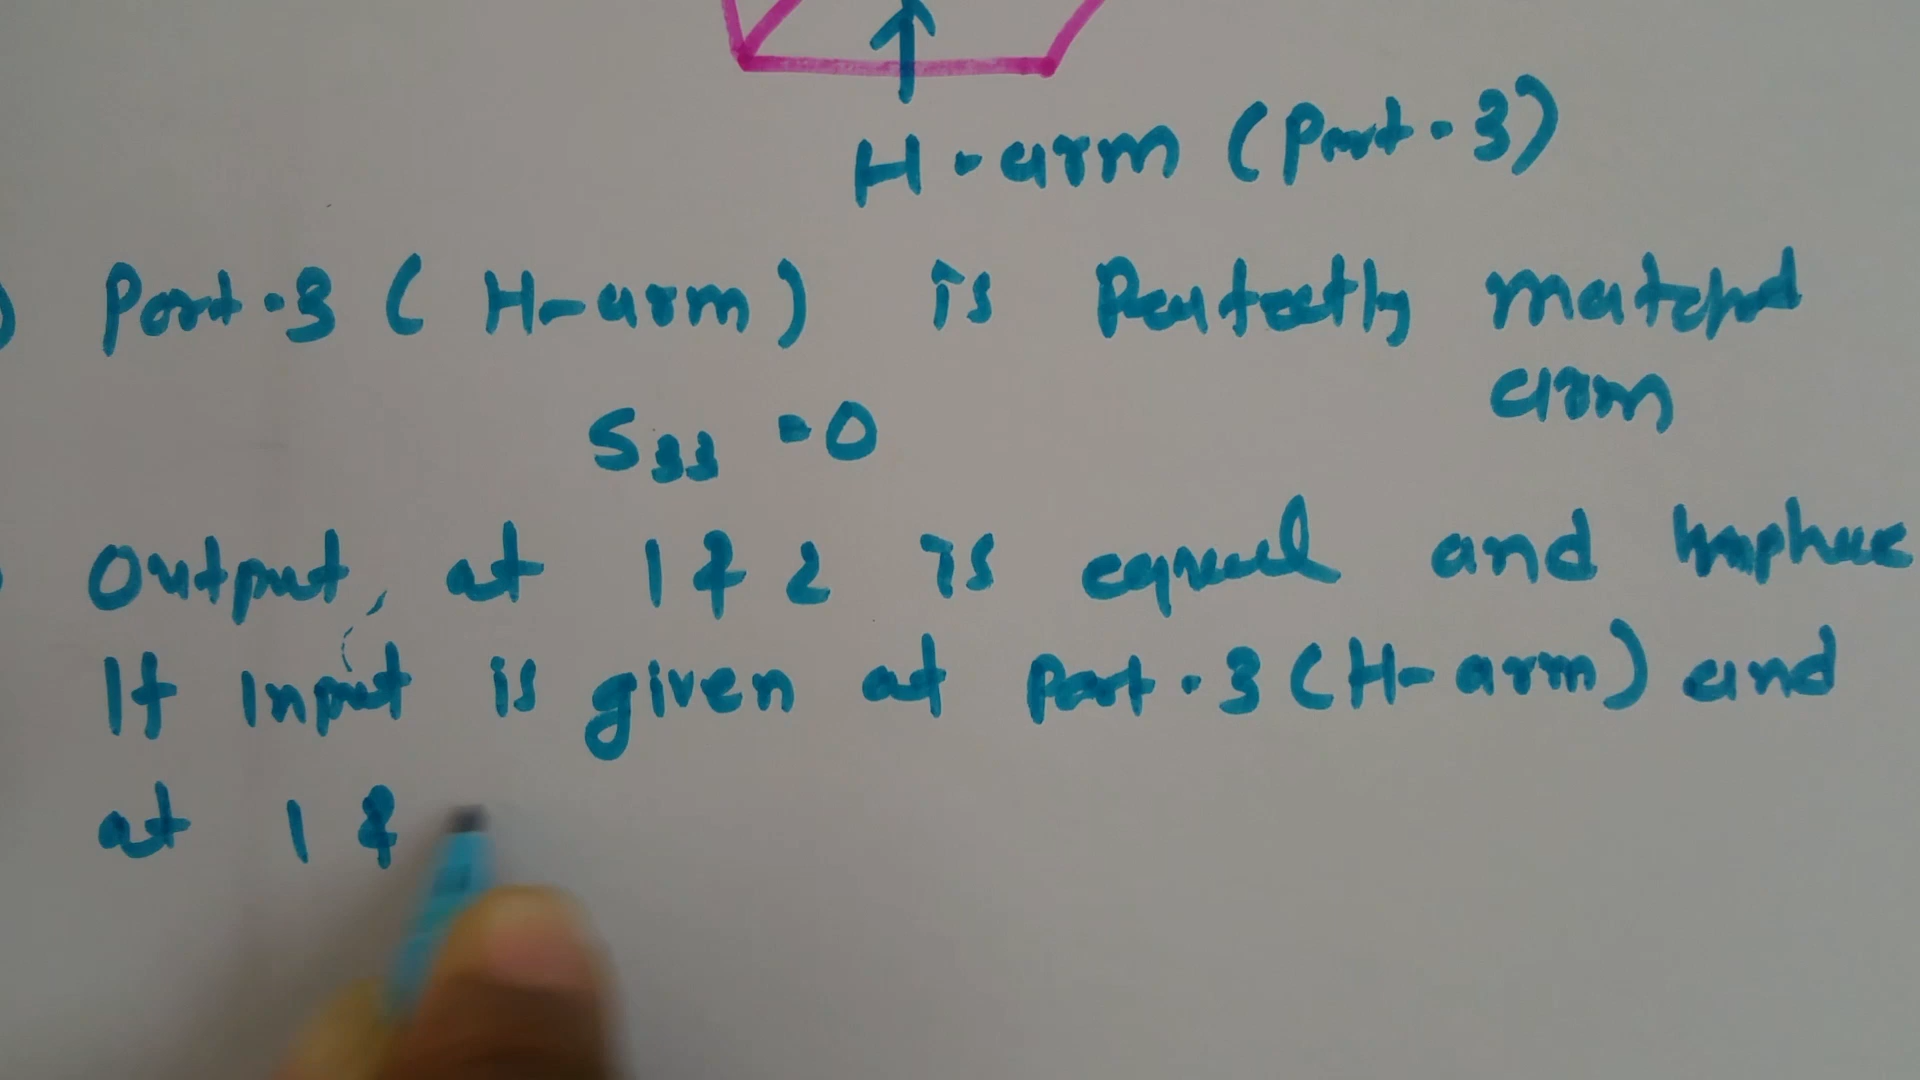 H-arm (Port-3)
) Port-3 (H-arm) is Perfectly matched
arm
S33 = 0
Output, at 1 & 2 is equal and Inphase
If Input is given at Port-3 (H-arm) and
at 1 &